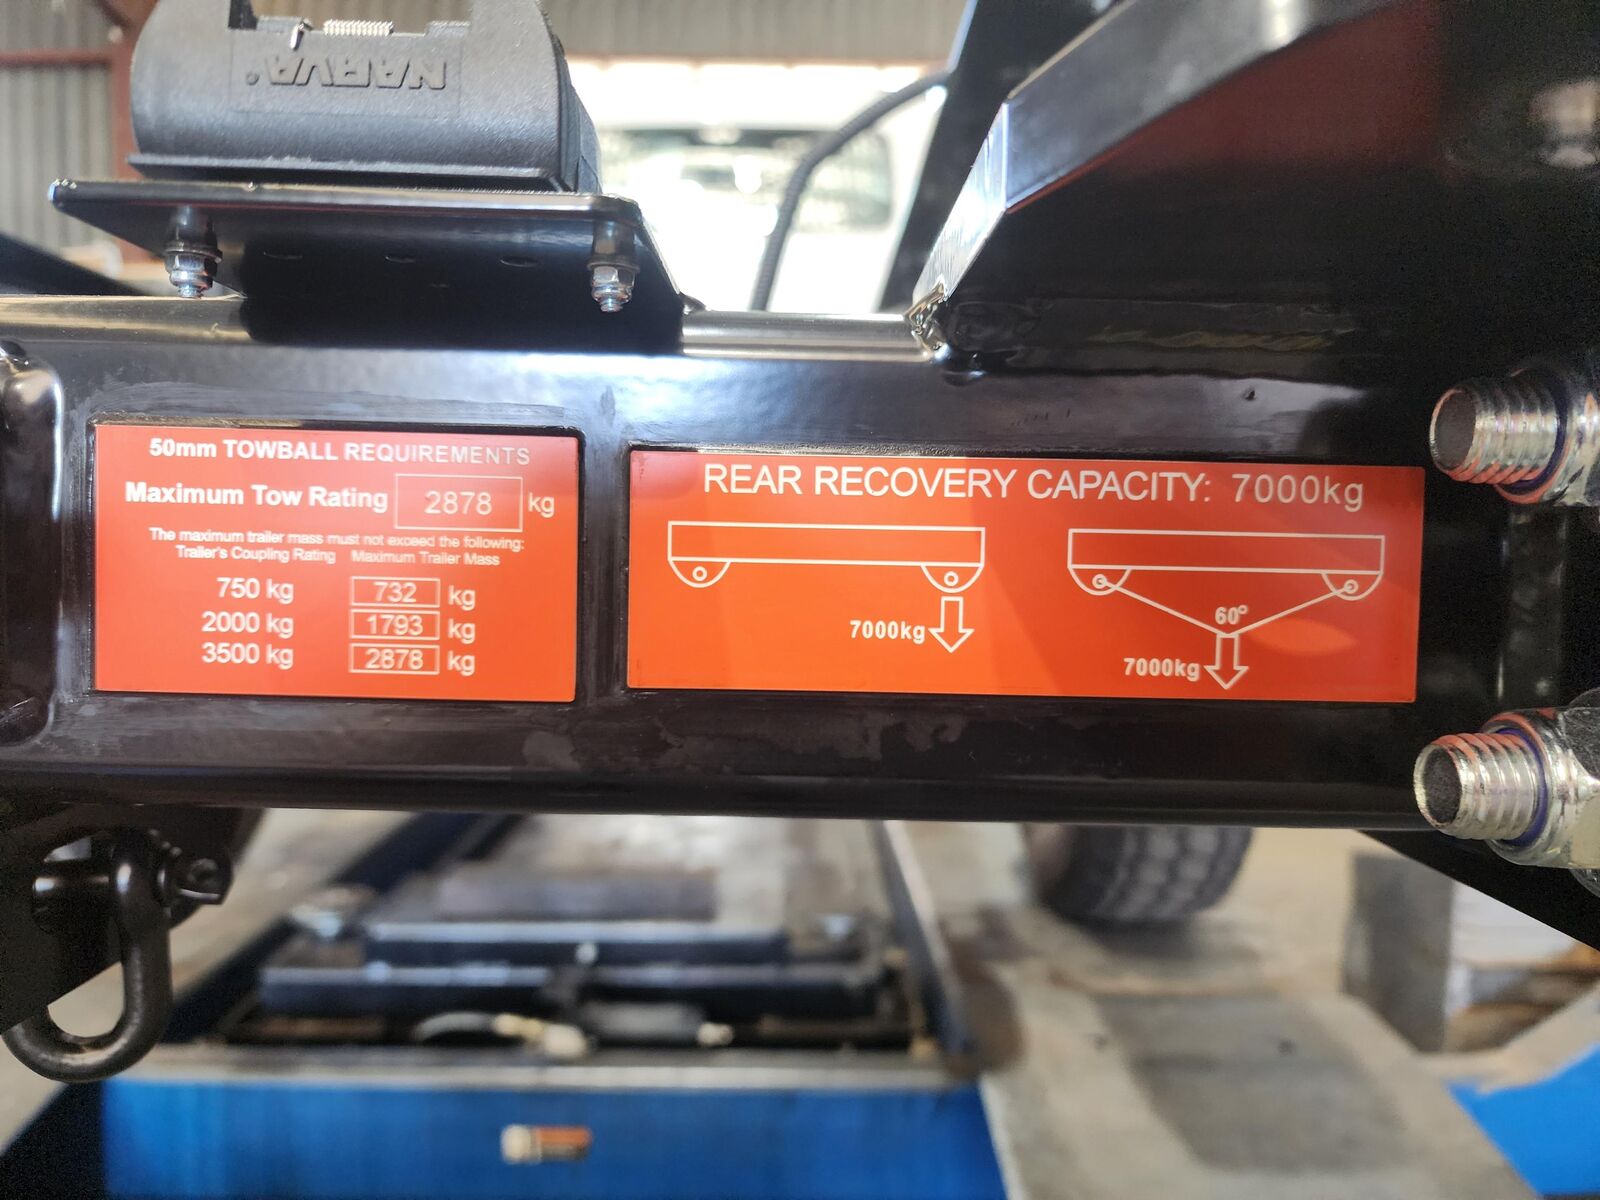 NARVA®
50mm TOWBALL REQUIREMENTS
Maximum Tow Rating 2878 kg
The maximum trailer mass must not exceed the following:
Trailer's Coupling Rating Maximum Trailer Mass
750 kg 732 kg
2000 kg 1793 kg
3500 kg 2878 kg
REAR RECOVERY CAPACITY: 7000kg
7000kg
60°
7000kg